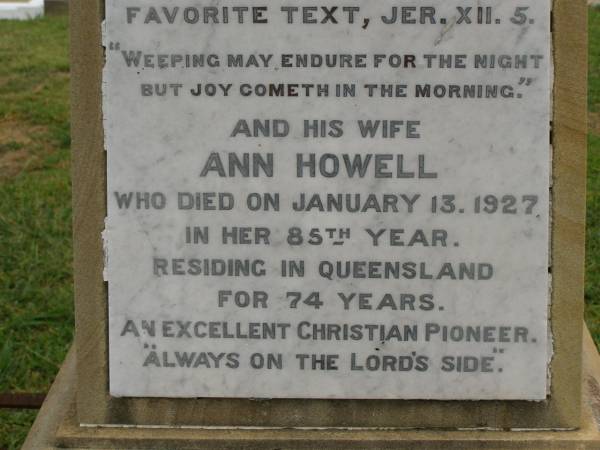 FAVORITE TEXT, JER. XII. 5.
"WEEPING MAY ENDURE FOR THE NIGHT
BUT JOY COMETH IN THE MORNING."
AND HIS WIFE
ANN HOWELL
WHO DIED ON JANUARY 13. 1927
IN HER 85TH YEAR.
RESIDING IN QUEENSLAND
FOR 74 YEARS.
AN EXCELLENT CHRISTIAN PIONEER.
"ALWAYS ON THE LORD'S SIDE".